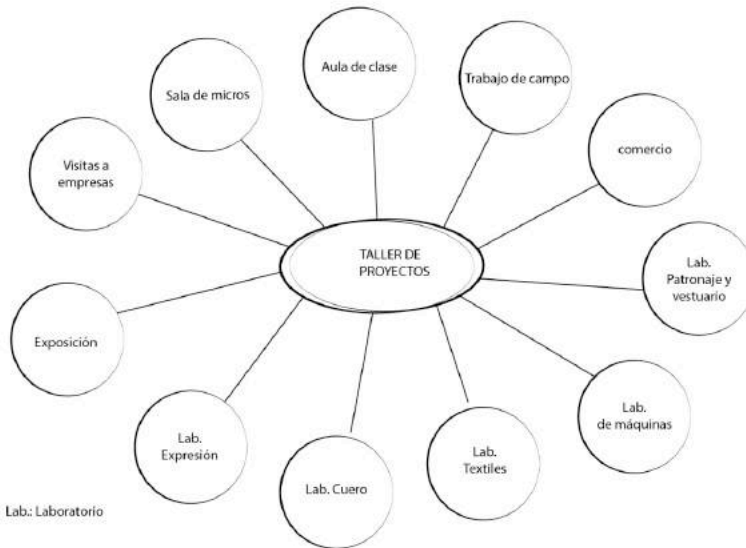 Aula de clase
Trabajo de campo
Sala de micros
comercio
Visitas a
empresas
TALLER DE
PROYECTOS
Lab.
Patronaje y
vestuario
Exposición
Lab.
de máquinas
Lab.
Expresión
Lab.
Textiles
Lab. Cuero
Lab.: Laboratorio